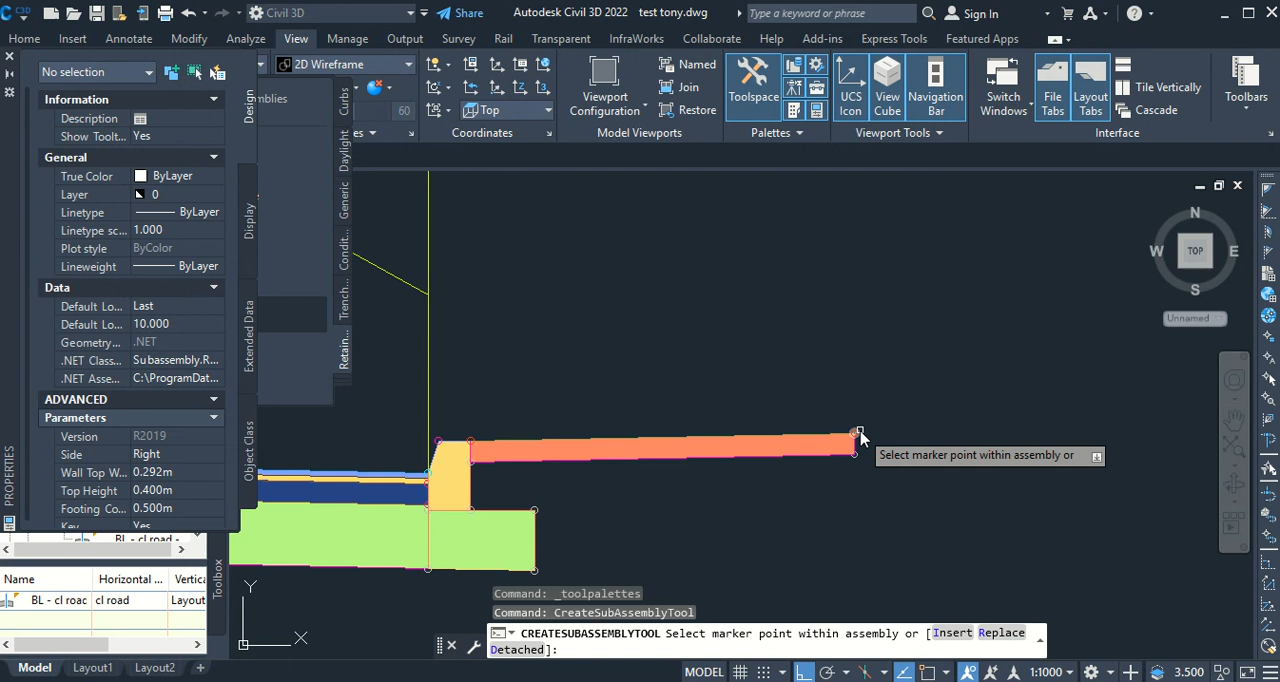 C3D Civil 3D Share Autodesk Civil 3D 2022 test tony.dwg Type a keyword or phrase Sign In
Home Insert Annotate Modify Analyze View Manage Output Survey Rail Transparent InfraWorks Collaborate Help Add-ins Express Tools Featured Apps
No selection
2D Wireframe
Named
Join
Restore
Tile Vertically
Cascade
Viewport Configuration
Toolspace
UCS Icon
View Cube
Navigation Bar
Switch Windows
File Tabs
Layout Tabs
Toolbars
60
Top
Coordinates Model Viewports Palettes Viewport Tools Interface
Information
Description
Show Toolt... Yes
General
True Color ByLayer
Layer 0
Linetype ByLayer
Linetype sc... 1.000
Plot style ByColor
Lineweight ByLayer
Data
Default Lo... Last
Default Lo... 10.000
Geometry... .NET
.NET Class... Subassembly.R...
.NET Asse... C:\ProgramDat...
ADVANCED
Parameters
Version R2019
Side Right
Wall Top W... 0.292m
Top Height 0.400m
Footing Co... 0.500m
Key Yes
PROPERTIES
Design
Display
Extended Data
Object Class
Toolbox
Curbs
Daylight
Generic
Condit...
Trench...
Retain...
BL - cl road -
Name Horizontal ... Vertic
BL - cl roac cl road Layout
N
W TOP E
S
Unnamed
Select marker point within assembly or
Y
X
Command: _toolpalettes
Command: CreateSubAssemblyTool
CREATESUBASSEMBLYTOOL Select marker point within assembly or [Insert Replace
Detached]:
Model Layout1 Layout2 +
MODEL 1:1000 3.500